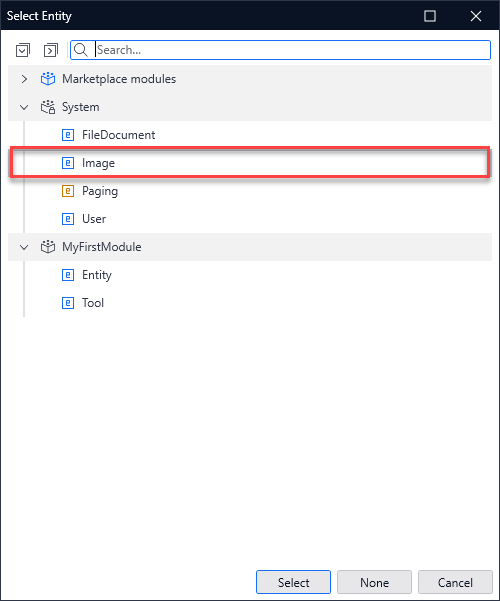 Select Entity
Search...
Marketplace modules
System
FileDocument
Image
Paging
User
MyFirstModule
Entity
Tool
Select None Cancel